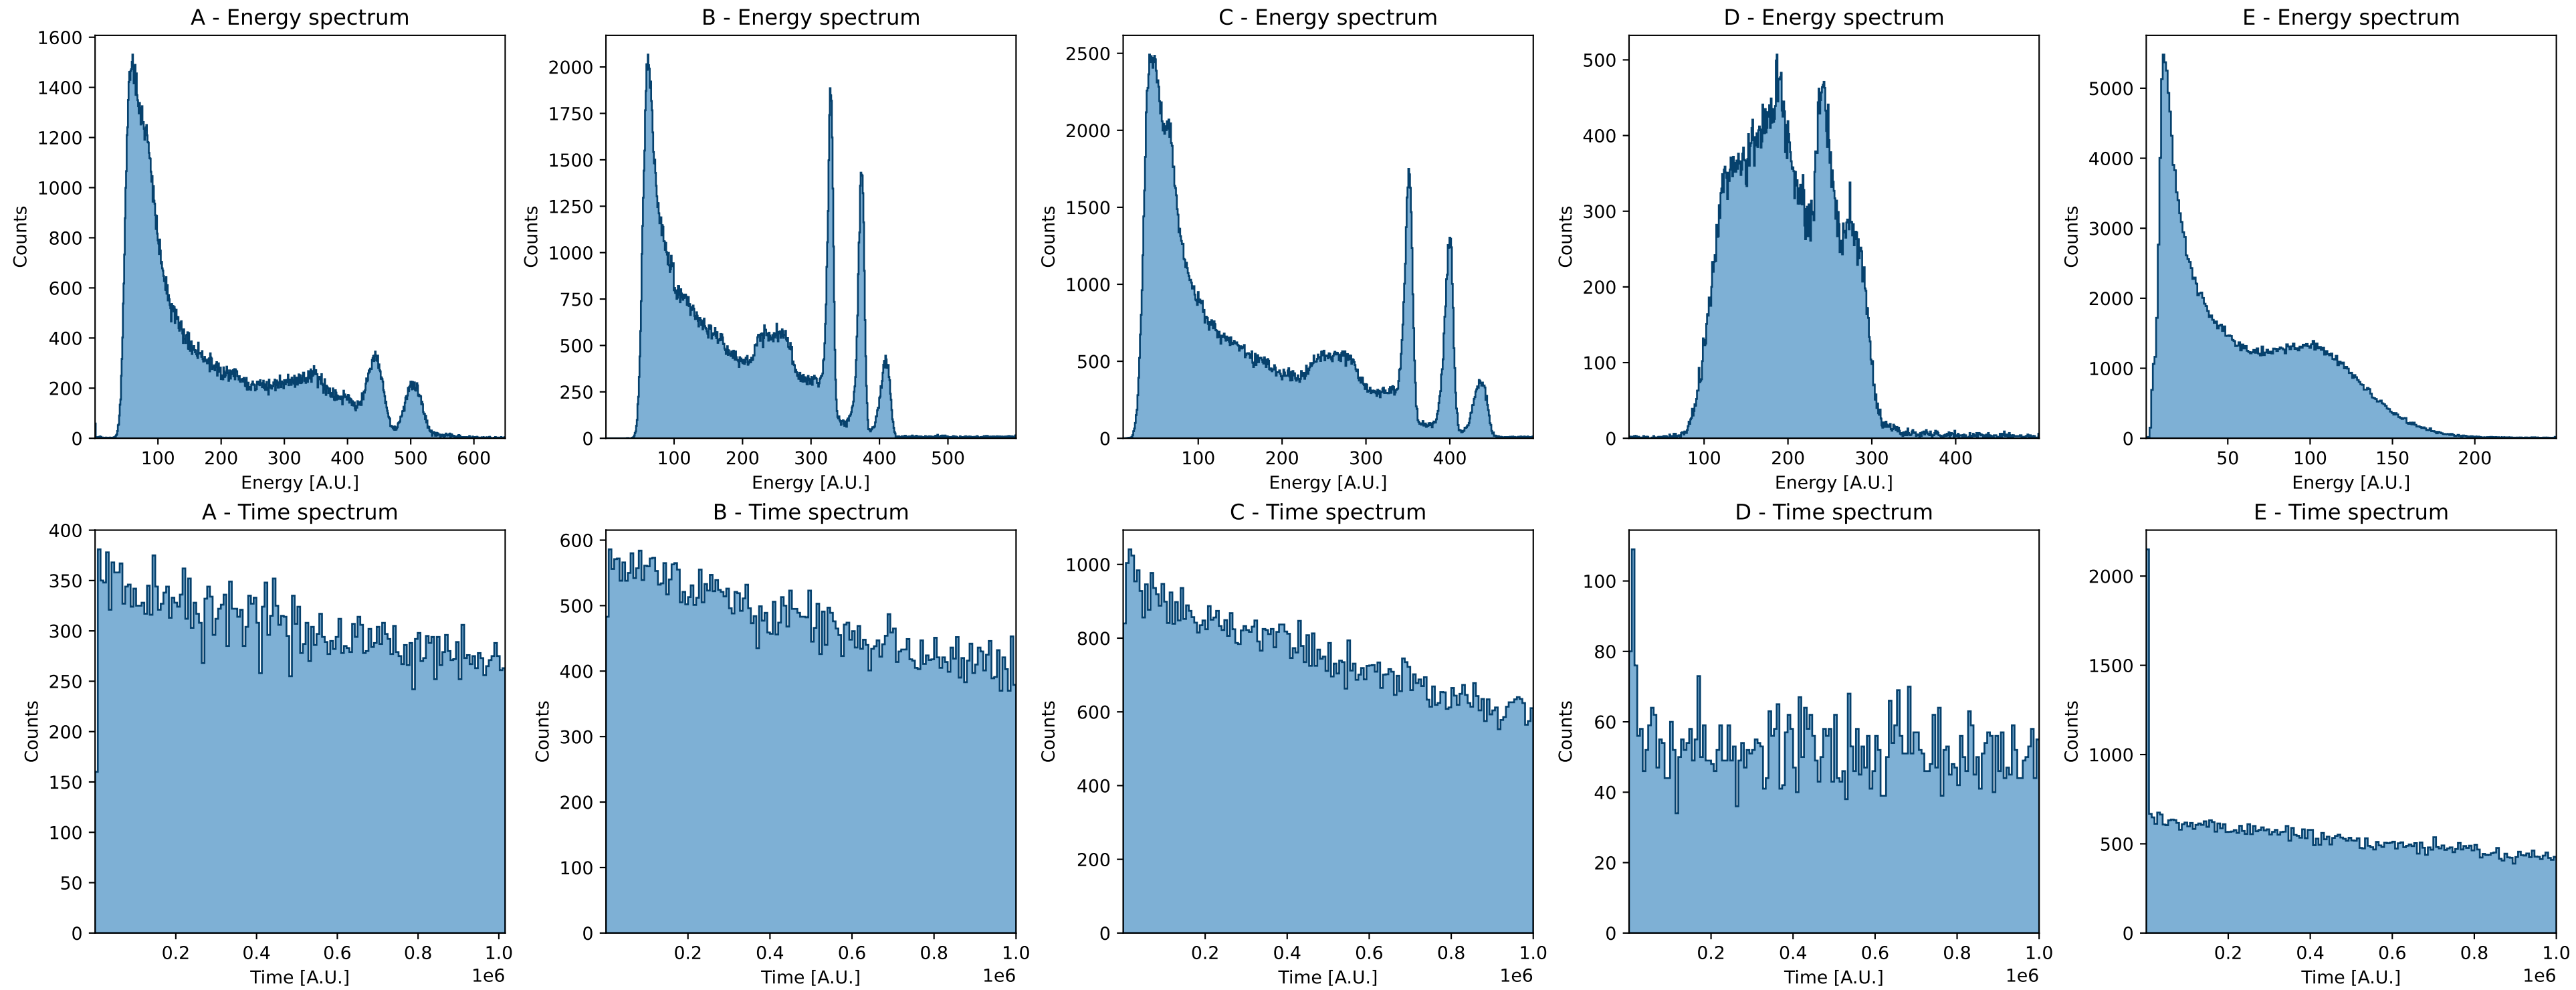 A - Energy spectrum
1600
1400
1200
1000
800
600
400
200
0
Counts
100 200 300 400 500 600
Energy [A.U.]
B - Energy spectrum
2000
1750
1500
1250
1000
750
500
250
0
Counts
100 200 300 400 500
Energy [A.U.]
C - Energy spectrum
2500
2000
1500
1000
500
0
Counts
100 200 300 400
Energy [A.U.]
D - Energy spectrum
500
400
300
200
100
0
Counts
100 200 300 400
Energy [A.U.]
E - Energy spectrum
5000
4000
3000
2000
1000
0
Counts
50 100 150 200
Energy [A.U.]
A - Time spectrum
400
350
300
250
200
150
100
50
0
Counts
0.2 0.4 0.6 0.8 1.0
Time [A.U.]
1e6
B - Time spectrum
600
500
400
300
200
100
0
Counts
0.2 0.4 0.6 0.8 1.0
Time [A.U.]
1e6
C - Time spectrum
1000
800
600
400
200
0
Counts
0.2 0.4 0.6 0.8 1.0
Time [A.U.]
1e6
D - Time spectrum
100
80
60
40
20
0
Counts
0.2 0.4 0.6 0.8 1.0
Time [A.U.]
1e6
E - Time spectrum
2000
1500
1000
500
0
Counts
0.2 0.4 0.6 0.8 1.0
Time [A.U.]
1e6